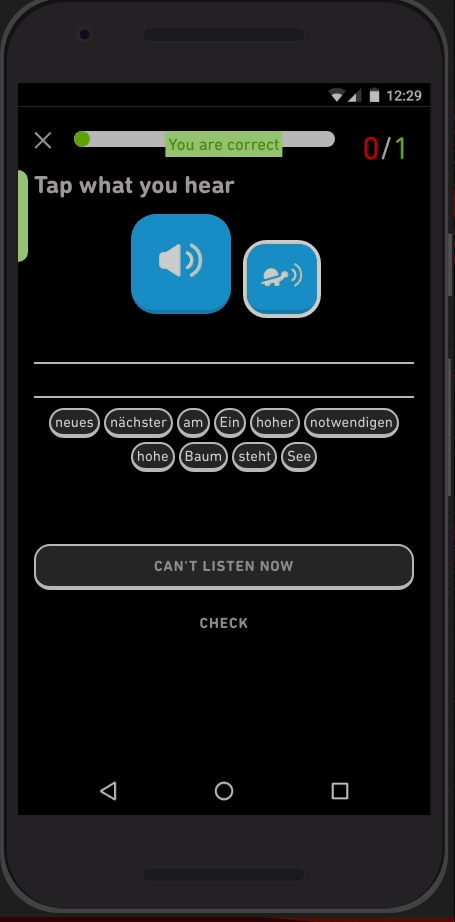 12:29
You are correct
0/1
Tap what you hear
neues nächster am Ein hoher notwendigen
hohe Baum steht See
CAN'T LISTEN NOW
CHECK